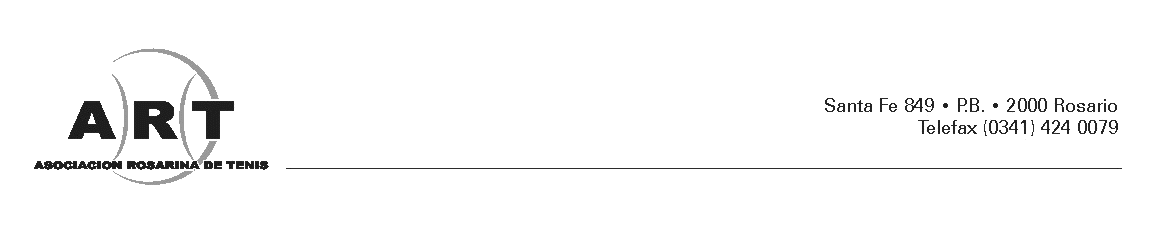 ART
ASOCIACION ROSARINA DE TENIS
Santa Fe 849 • P.B. • 2000 Rosario
Telefax (0341) 424 0079